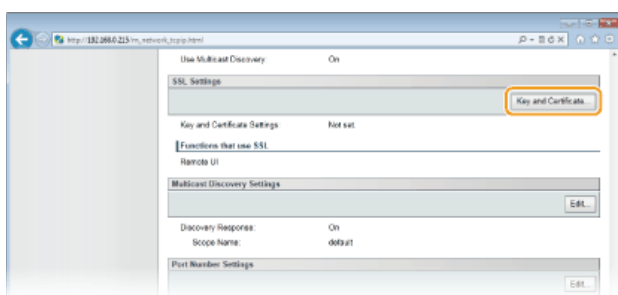 http://192.168.0.215/m_network_tcpip.html
Use Multicast Discovery: On
SSL Settings
Key and Certificate...
Key and Certificate Settings: Not set
Functions that use SSL
Remote UI
Multicast Discovery Settings
Edit...
Discovery Response: On
Scope Name: default
Port Number Settings
Edit...